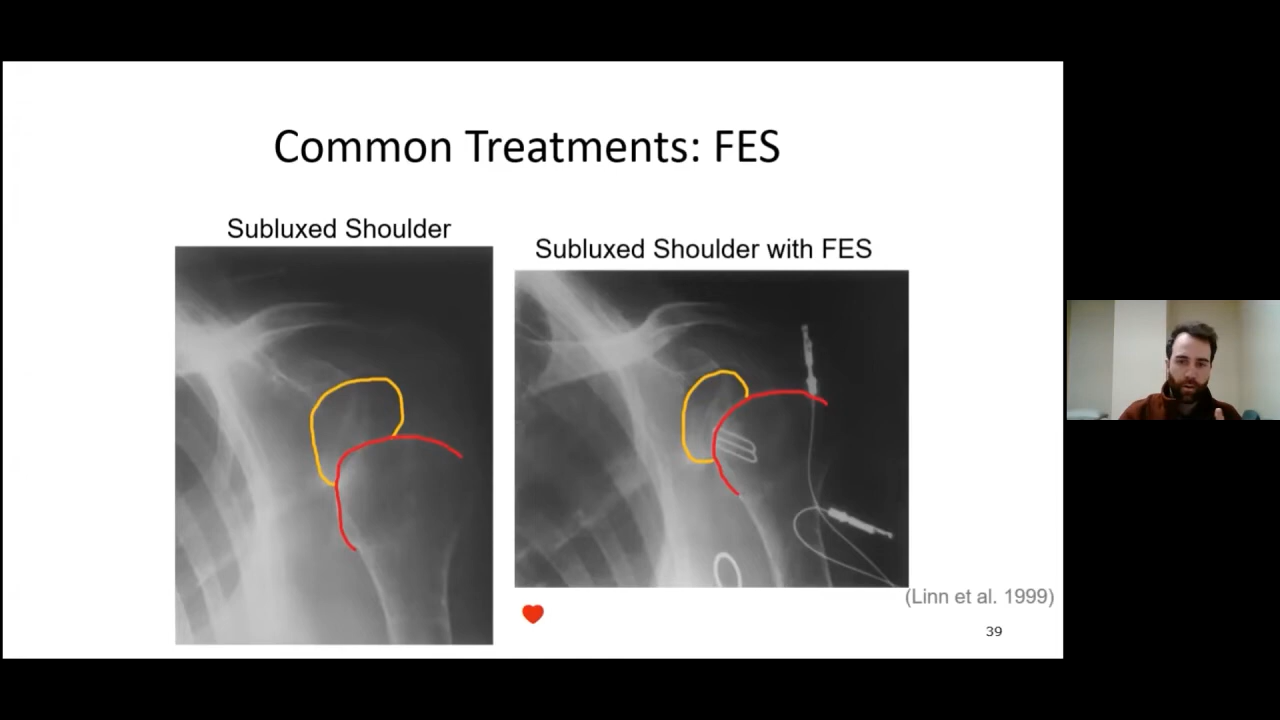 Common Treatments: FES
Subluxed Shoulder
Subluxed Shoulder with FES
(Linn et al. 1999)
39